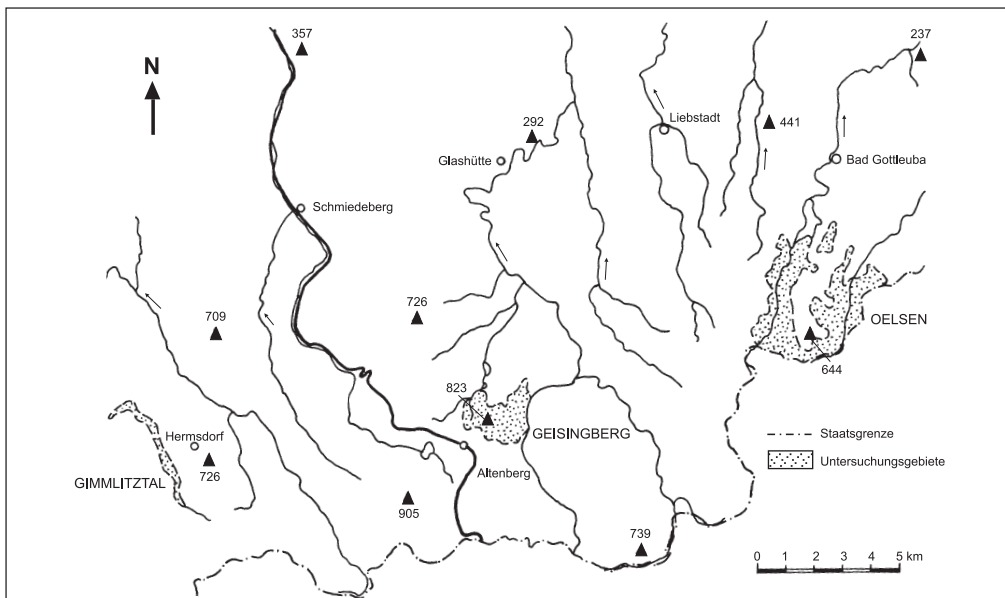 357
237
N
292
Liebstadt
441
Glashütte
Bad Gottleuba
Schmiedeberg
709
726
OELSEN
644
823
GEISINGBERG
Staatsgrenze
Hermsdorf
Untersuchungsgebiete
GIMMLITZTAL
726
Altenberg
905
739
0 1 2 3 4 5 km